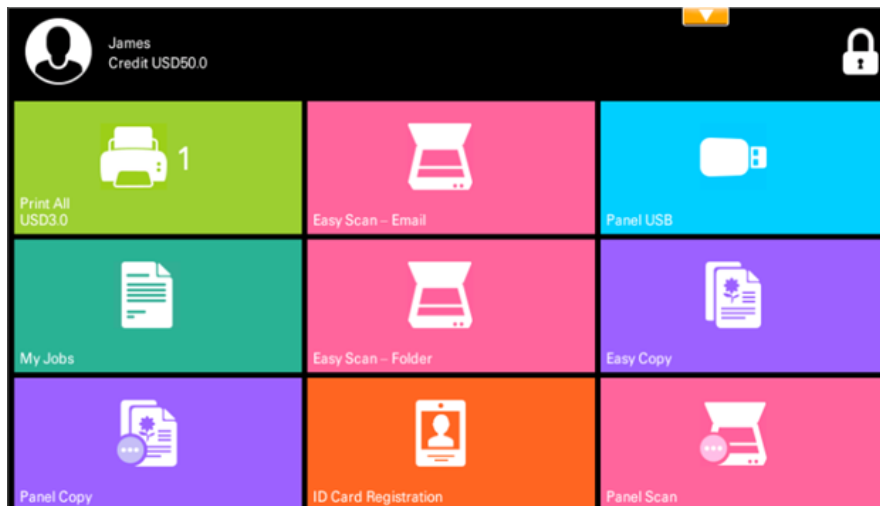 James
Credit USD50.0
1
Print All
USD3.0
Easy Scan – Email
Panel USB
My Jobs
Easy Scan – Folder
Easy Copy
Panel Copy
ID Card Registration
Panel Scan